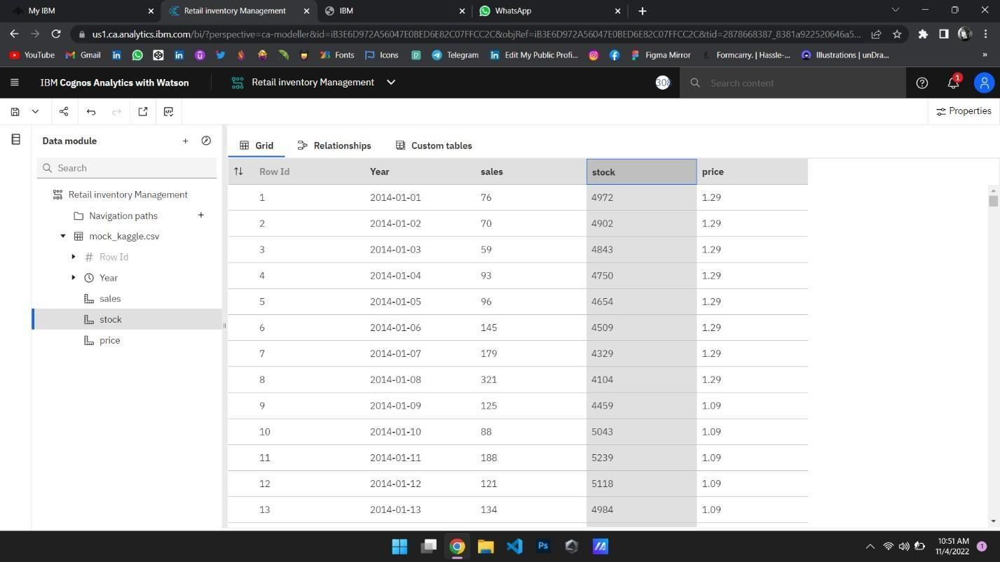 My IBM
Retail inventory Management
IBM
WhatsApp
us1.ca.analytics.ibm.com/bi/?perspective=ca-modeller&id=iB3E6D972A56047E0BED6E82C07FFCC2C&objRef=iB3E6D972A56047E0BED6E82C07FFCC2C&tid=2878668387_8381a922520646a5...
YouTube Gmail Fonts Icons Telegram Edit My Public Profi... Figma Mirror Formcarry. | Hassle-... Illustrations | unDra...
IBM Cognos Analytics with Watson
Retail inventory Management
Search content
1
Properties
Data module
Search
Retail inventory Management
Navigation paths
mock_kaggle.csv
Row Id
Year
sales
stock
price
Grid Relationships Custom tables
Row Id Year sales stock price
1 2014-01-01 76 4972 1.29
2 2014-01-02 70 4902 1.29
3 2014-01-03 59 4843 1.29
4 2014-01-04 93 4750 1.29
5 2014-01-05 96 4654 1.29
6 2014-01-06 145 4509 1.29
7 2014-01-07 179 4329 1.29
8 2014-01-08 321 4104 1.29
9 2014-01-09 125 4459 1.09
10 2014-01-10 88 5043 1.09
11 2014-01-11 188 5239 1.09
12 2014-01-12 121 5118 1.09
13 2014-01-13 134 4984 1.09
Ps
10:51 AM
11/4/2022
1